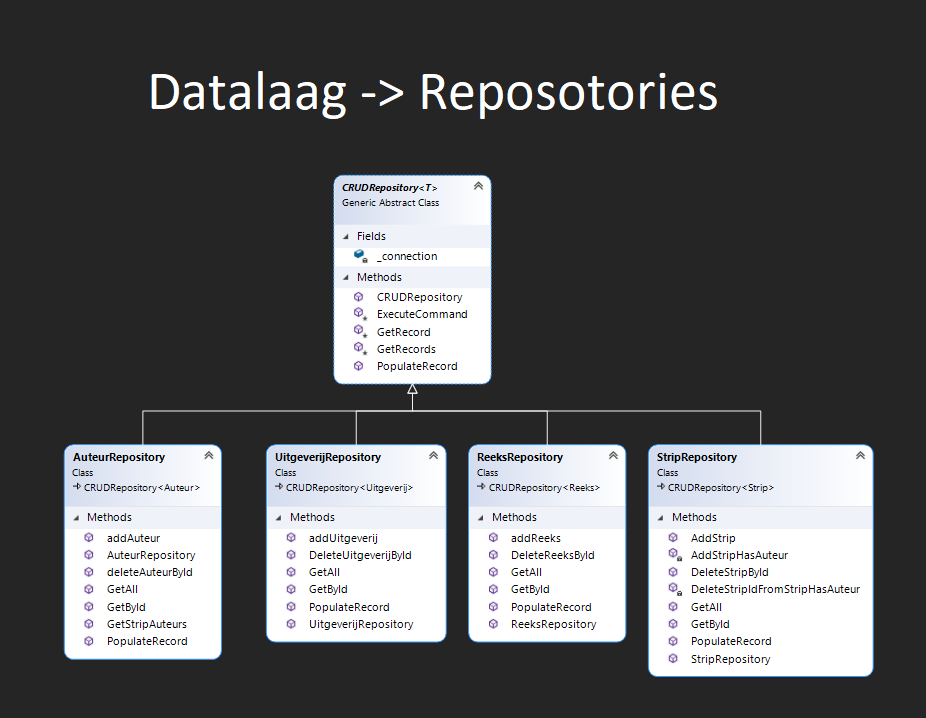 Datalaag -> Reposotories
CRUDRepository<T>
Generic Abstract Class
Fields
_connection
Methods
CRUDRepository
ExecuteCommand
GetRecord
GetRecords
PopulateRecord
AuteurRepository
Class
CRUDRepository<Auteur>
Methods
addAuteur
AuteurRepository
deleteAuteurById
GetAll
GetById
GetStripAuteurs
PopulateRecord
UitgeverijRepository
Class
CRUDRepository<Uitgeverij>
Methods
addUitgeverij
DeleteUitgeverijById
GetAll
GetById
PopulateRecord
UitgeverijRepository
ReeksRepository
Class
CRUDRepository<Reeks>
Methods
addReeks
DeleteReeksById
GetAll
GetById
PopulateRecord
ReeksRepository
StripRepository
Class
CRUDRepository<Strip>
Methods
AddStrip
AddStripHasAuteur
DeleteStripById
DeleteStripIdFromStripHasAuteur
GetAll
GetById
PopulateRecord
StripRepository